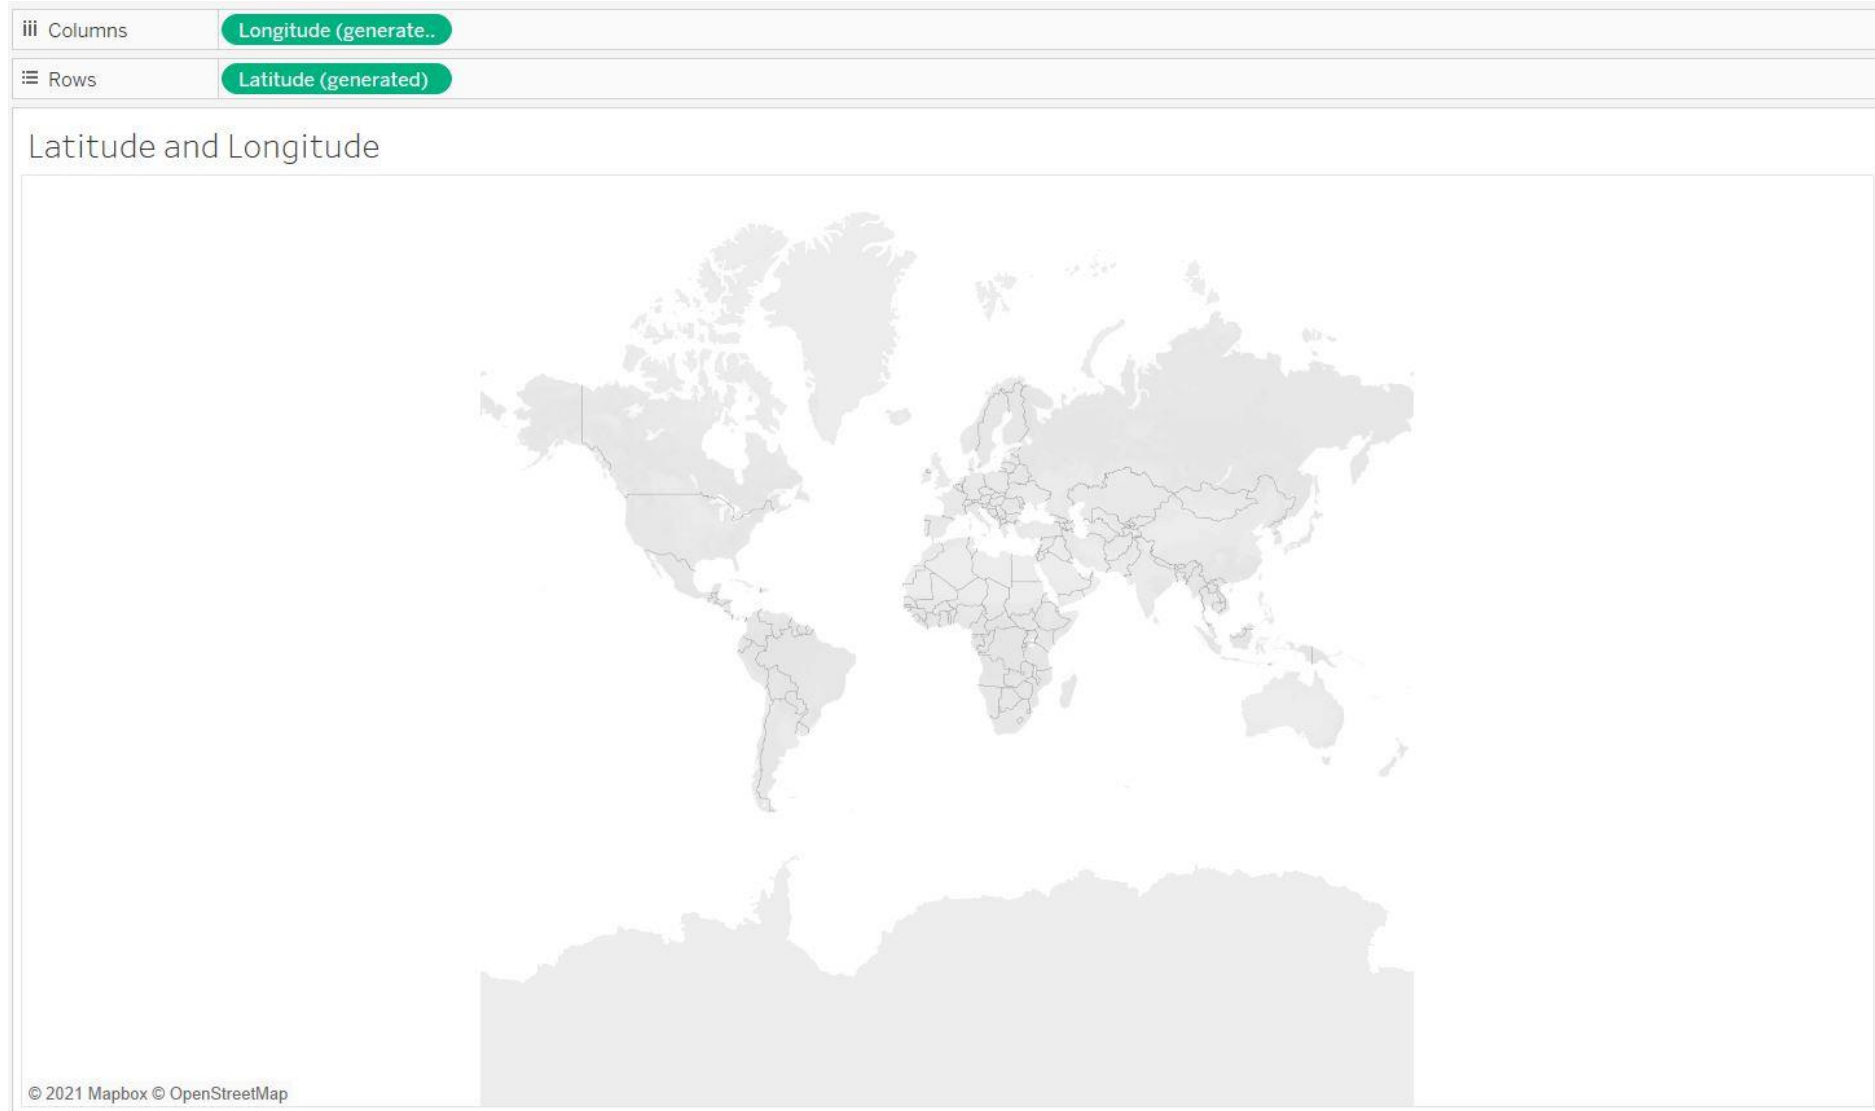 Columns
Longitude (generate..
Rows
Latitude (generated)
Latitude and Longitude
© 2021 Mapbox © OpenStreetMap